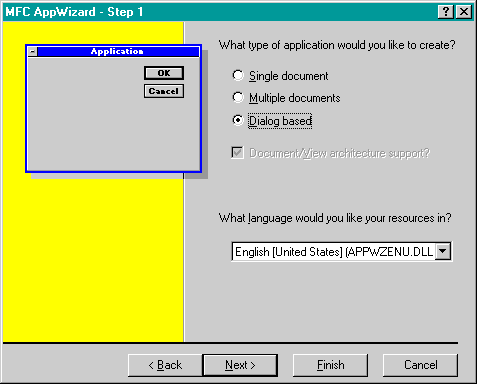 MFC AppWizard - Step 1
Application
OK
Cancel
What type of application would you like to create?
Single document
Multiple documents
Dialog based
Document/View architecture support?
What language would you like your resources in?
English [United States] (APPWZENU.DLL
< Back
Next >
Finish
Cancel